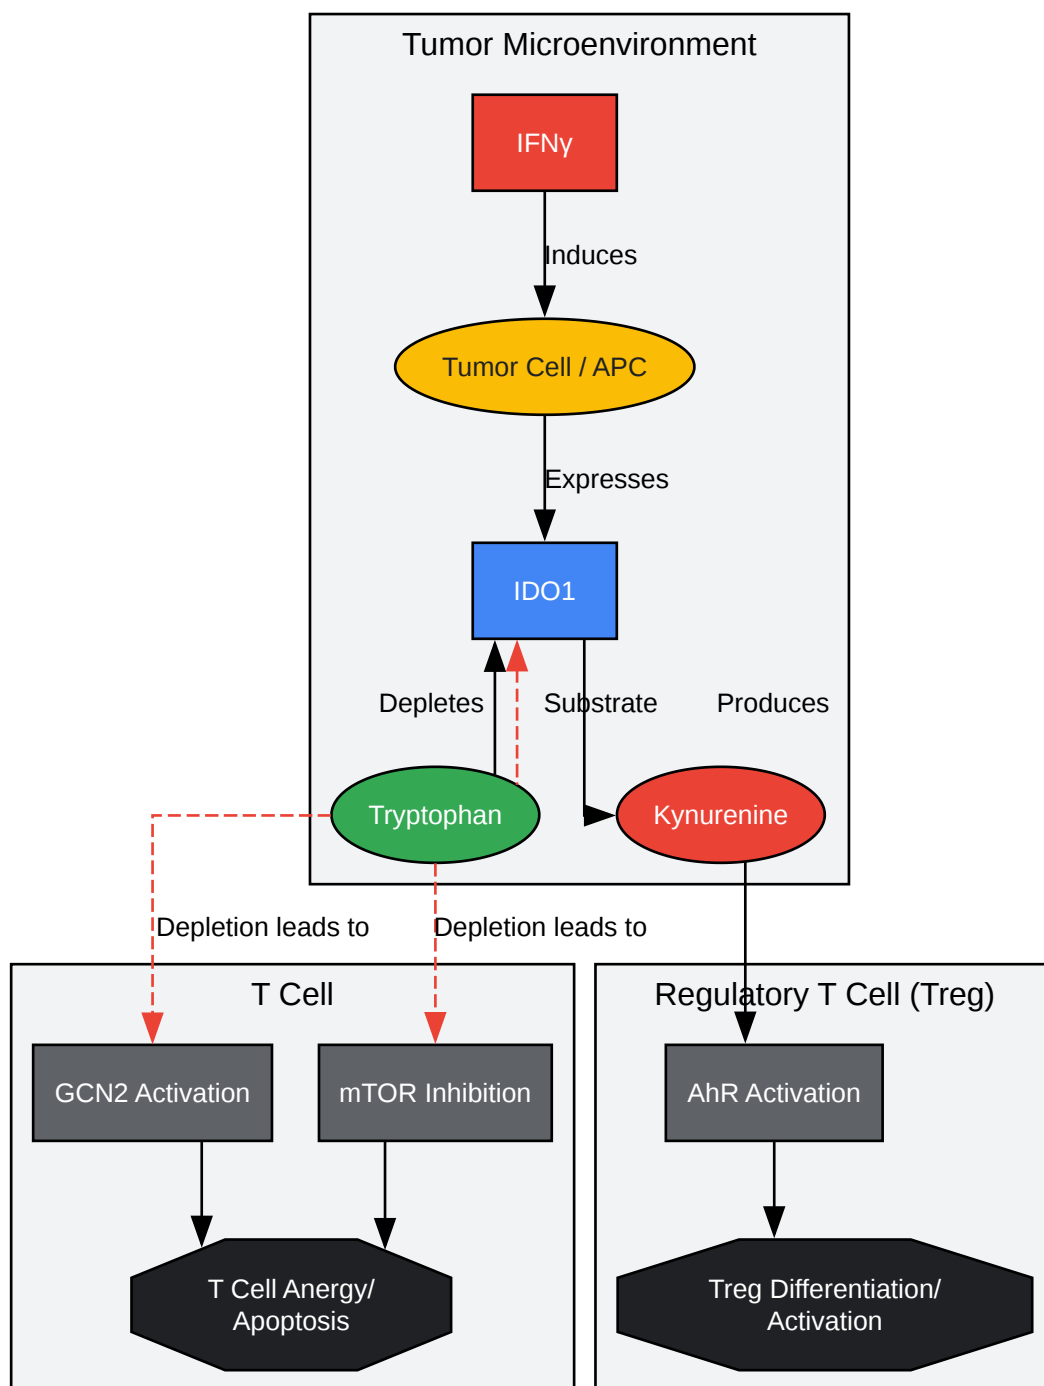 Tumor Microenvironment
IFNγ
Induces
Tumor Cell / APC
Expresses
IDO1
Depletes
Substrate
Produces
Tryptophan
Kynurenine
Depletion leads to
Depletion leads to
T Cell
Regulatory T Cell (Treg)
GCN2 Activation
mTOR Inhibition
AhR Activation
T Cell Anergy/
Apoptosis
Treg Differentiation/
Activation